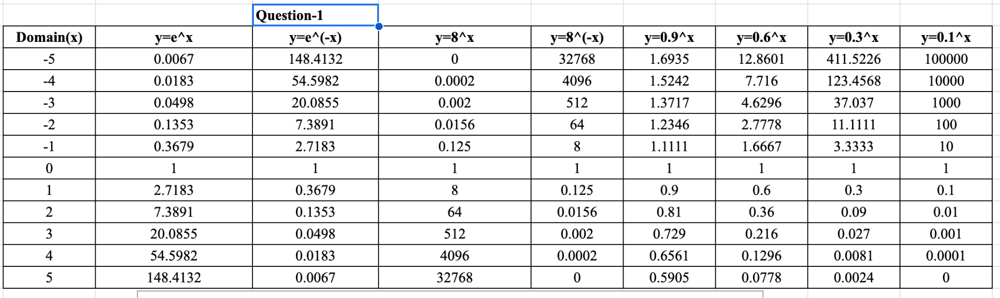 Question-1
Domain(x) y=e^x y=e^(-x) y=8^x y=8^(-x) y=0.9^x y=0.6^x y=0.3^x y=0.1^x
-5 0.0067 148.4132 0 32768 1.6935 12.8601 411.5226 100000
-4 0.0183 54.5982 0.0002 4096 1.5242 7.716 123.4568 10000
-3 0.0498 20.0855 0.002 512 1.3717 4.6296 37.037 1000
-2 0.1353 7.3891 0.0156 64 1.2346 2.7778 11.1111 100
-1 0.3679 2.7183 0.125 8 1.1111 1.6667 3.3333 10
0 1 1 1 1 1 1 1 1
1 2.7183 0.3679 8 0.125 0.9 0.6 0.3 0.1
2 7.3891 0.1353 64 0.0156 0.81 0.36 0.09 0.01
3 20.0855 0.0498 512 0.002 0.729 0.216 0.027 0.001
4 54.5982 0.0183 4096 0.0002 0.6561 0.1296 0.0081 0.0001
5 148.4132 0.0067 32768 0 0.5905 0.0778 0.0024 0